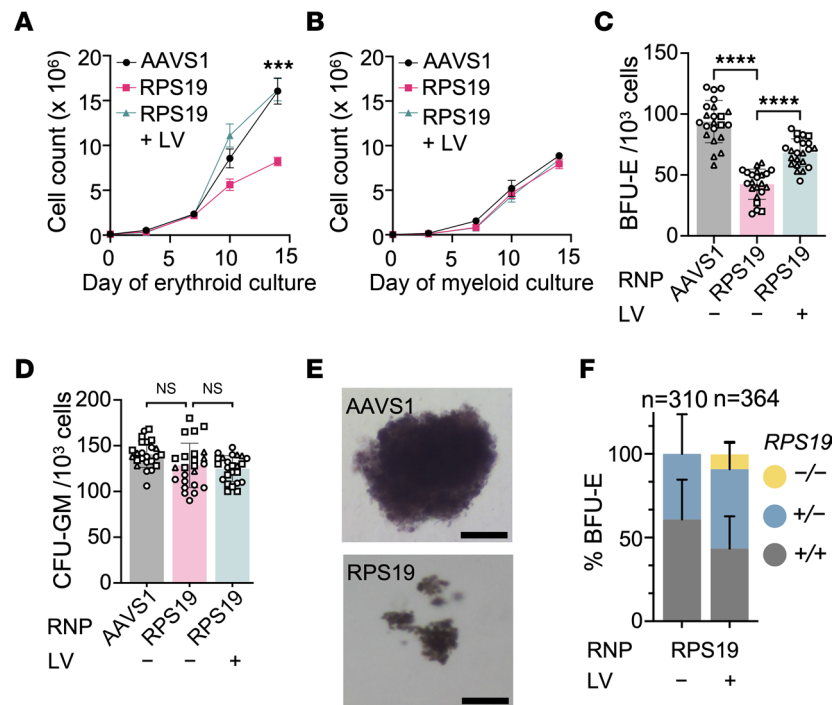 A
Cell count (x 10⁶)
20
15
10
5
0
AAVS1
RPS19
RPS19
+ LV
***
0
5
10
15
Day of erythroid culture
B
Cell count (x 10⁶)
20
15
10
5
0
AAVS1
RPS19
RPS19
+ LV
0
5
10
15
Day of myeloid culture
C
BFU-E /10³ cells
150
100
50
0
****
****
RNP
AAVS1
RPS19
RPS19
LV
–
–
+
D
CFU-GM /10³ cells
200
150
100
50
0
NS
NS
RNP
AAVS1
RPS19
RPS19
LV
–
–
+
E
AAVS1
RPS19
F
n=310
n=364
% BFU-E
100
50
0
RPS19
–/–
+/–
+/+
RNP
RPS19
LV
–
+